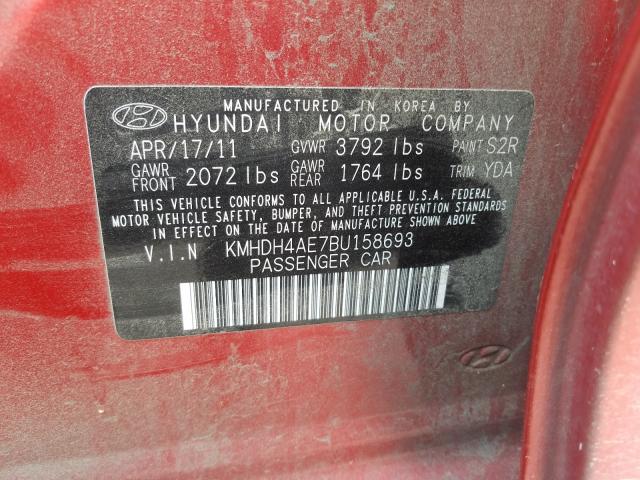 MANUFACTURED IN KOREA BY
HYUNDAI MOTOR COMPANY
APR/17/11 GVWR 3792 lbs PAINT S2R
GAWR FRONT 2072 lbs GAWR REAR 1764 lbs TRIM YDA
THIS VEHICLE CONFORMS TO ALL APPLICABLE U.S.A. FEDERAL
MOTOR VEHICLE SAFETY, BUMPER, AND THEFT PREVENTION STANDARDS
IN EFFECT ON THE DATE OF MANUFACTURE SHOWN ABOVE.
V.I.N KMHDH4AE7BU158693
PASSENGER CAR